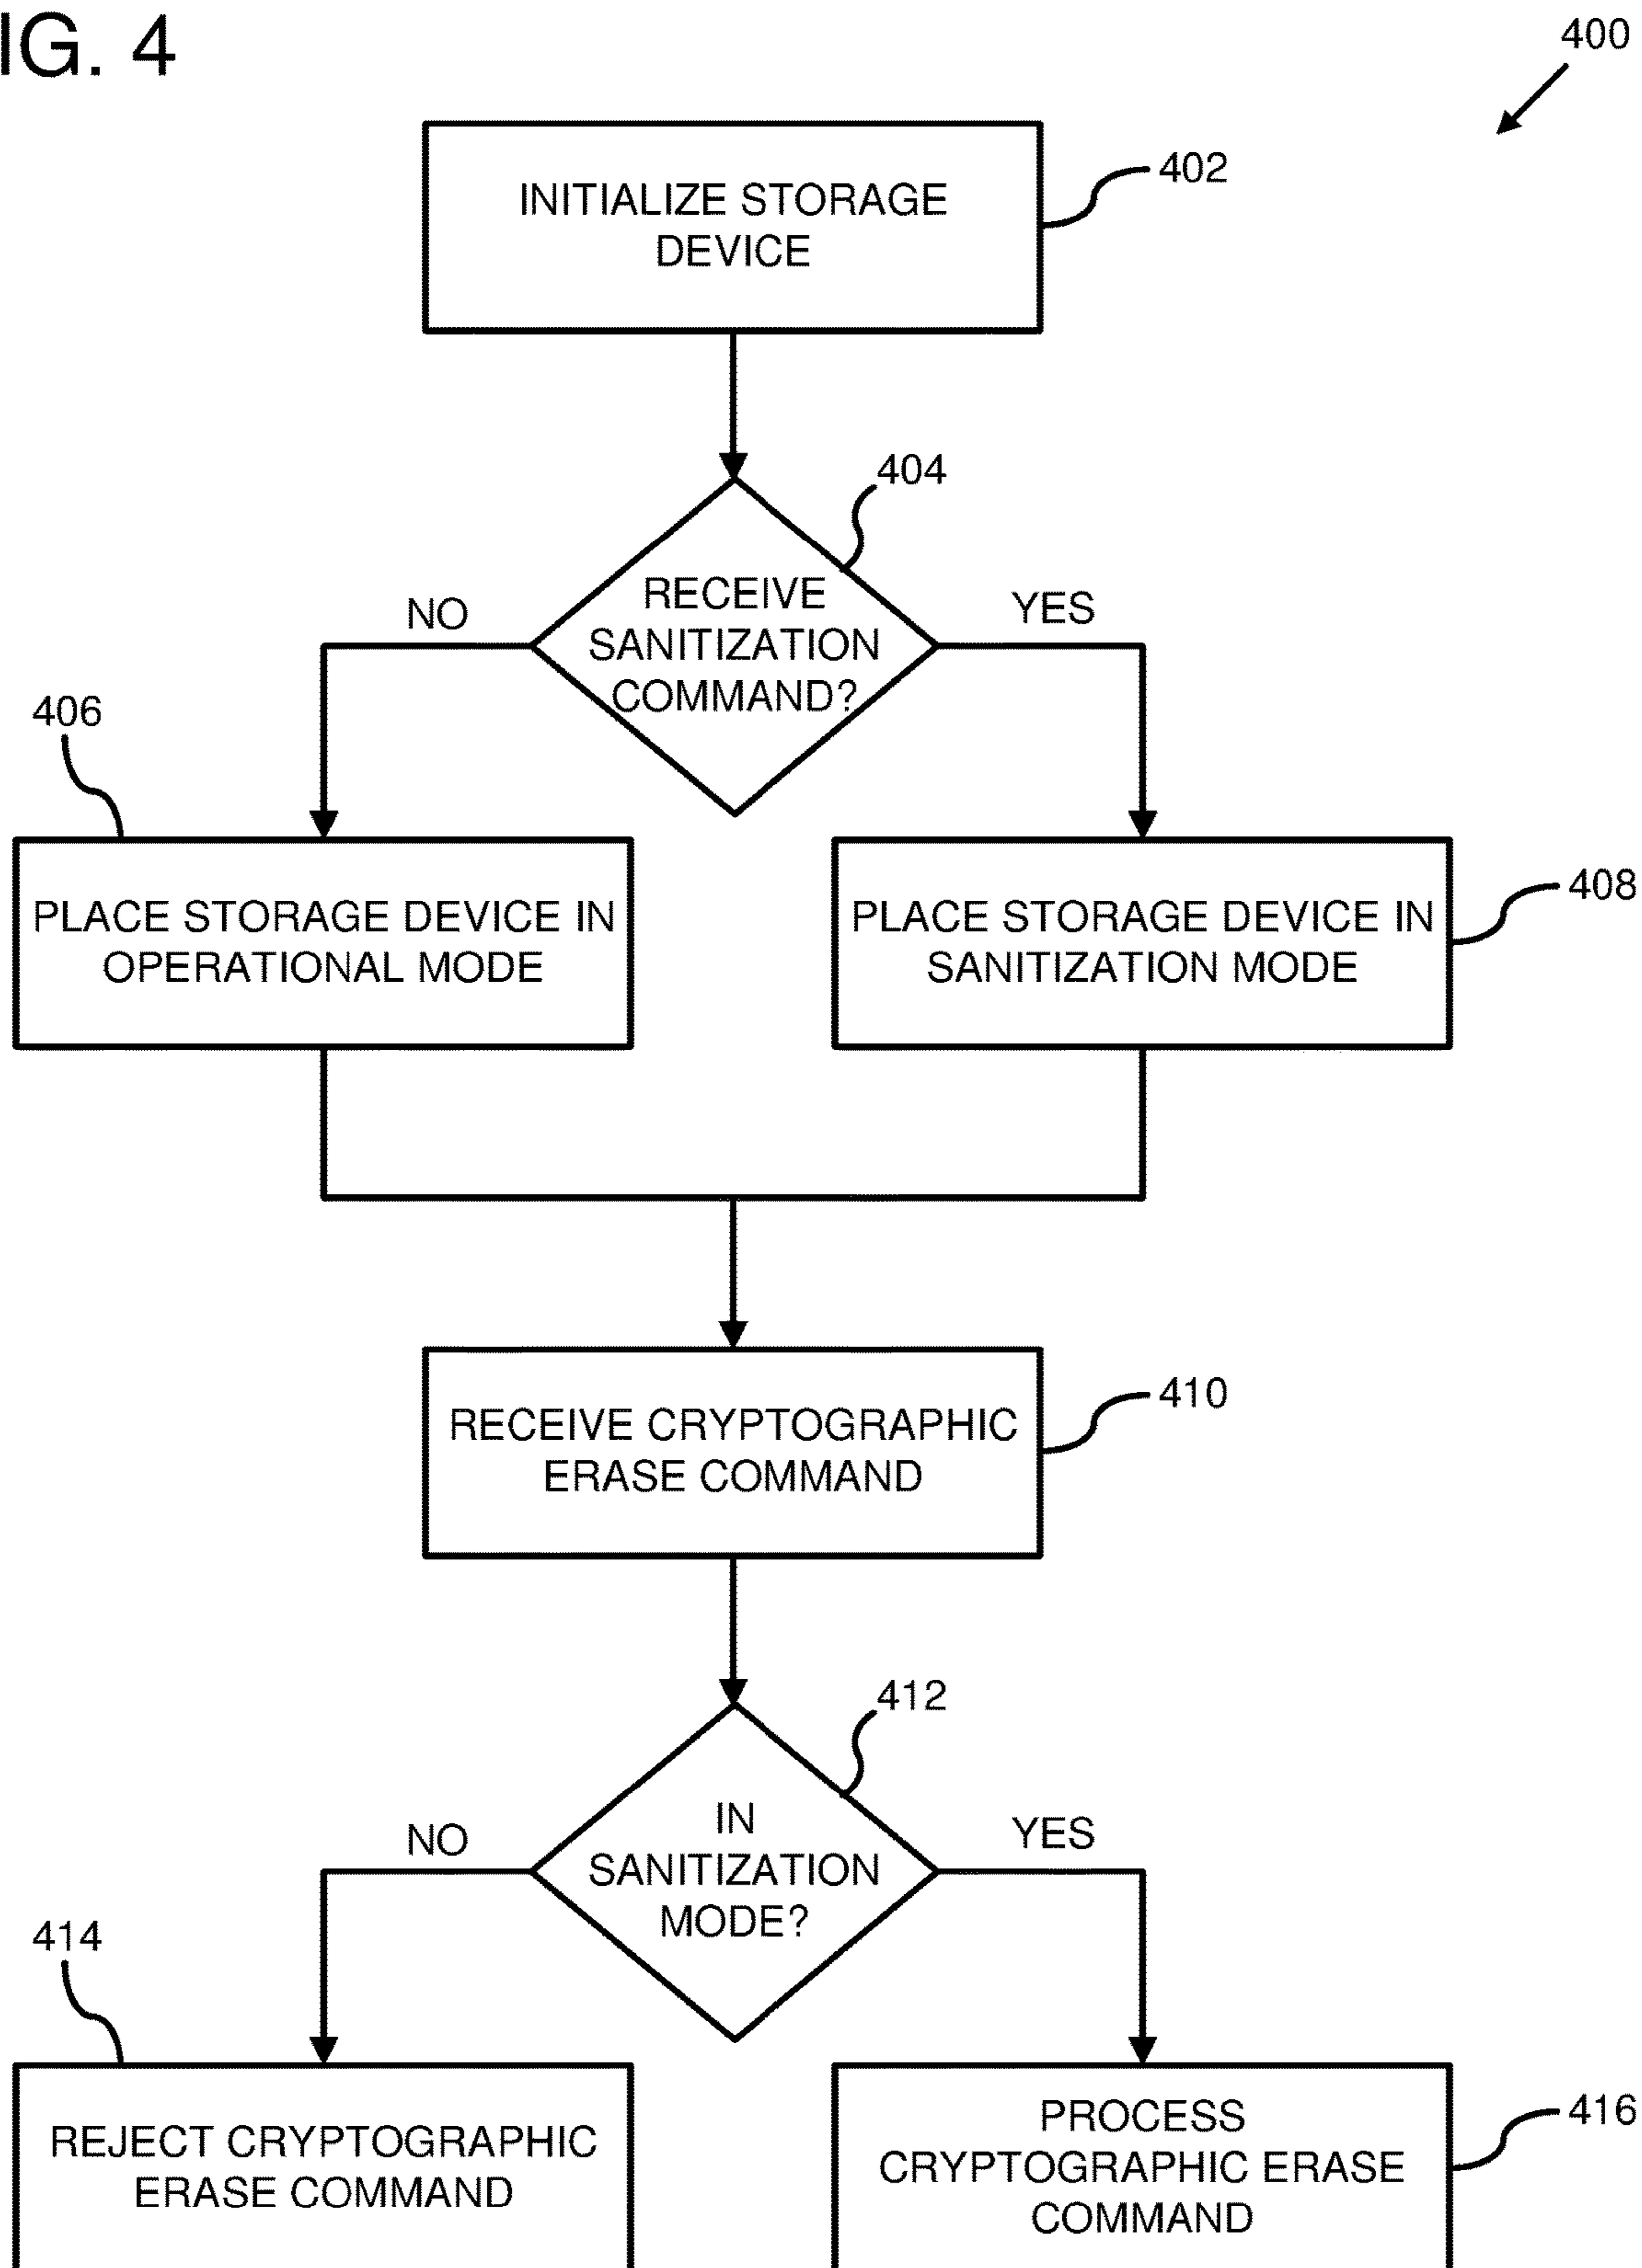 IG. 4
400
INITIALIZE STORAGE
DEVICE
402
404
RECEIVE
SANITIZATION
COMMAND?
NO
YES
406
PLACE STORAGE DEVICE IN
OPERATIONAL MODE
PLACE STORAGE DEVICE IN
SANITIZATION MODE
408
RECEIVE CRYPTOGRAPHIC
ERASE COMMAND
410
412
IN
SANITIZATION
MODE?
NO
YES
414
REJECT CRYPTOGRAPHIC
ERASE COMMAND
PROCESS
CRYPTOGRAPHIC ERASE
COMMAND
416